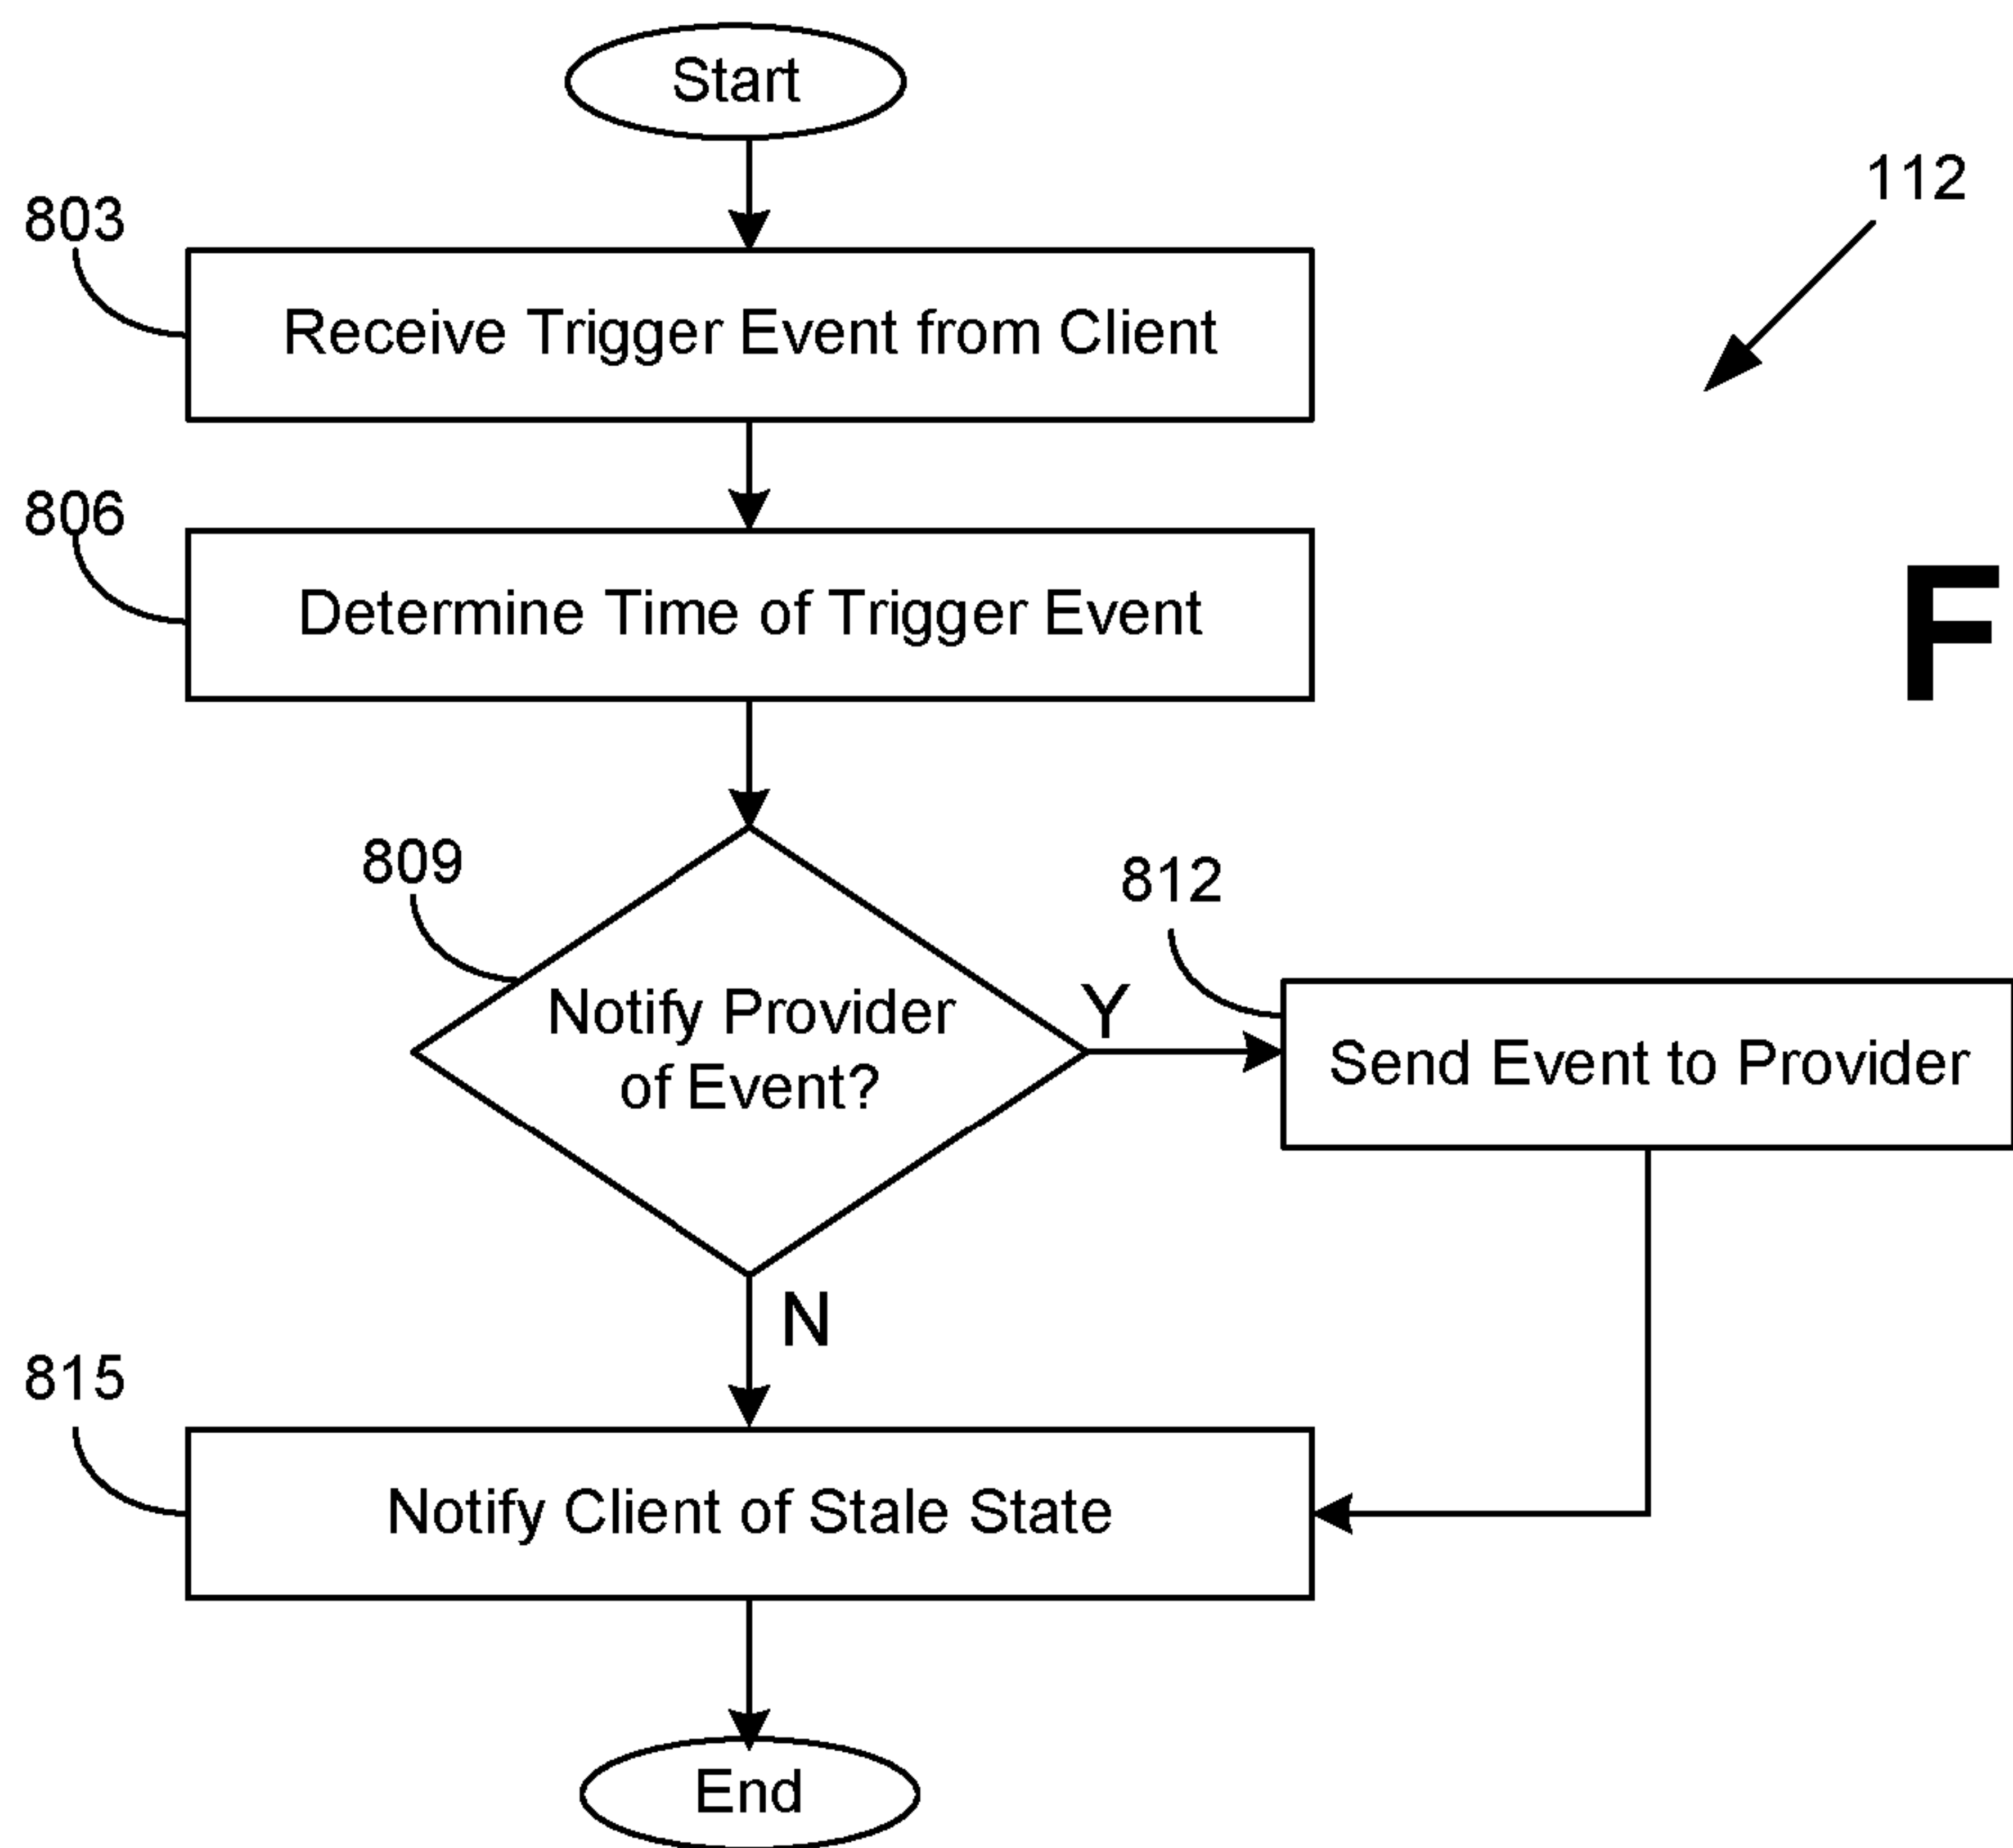 Start
112
803
Receive Trigger Event from Client
806
Determine Time of Trigger Event
F
809
Notify Provider
of Event?
Y
812
Send Event to Provider
N
815
Notify Client of Stale State
End